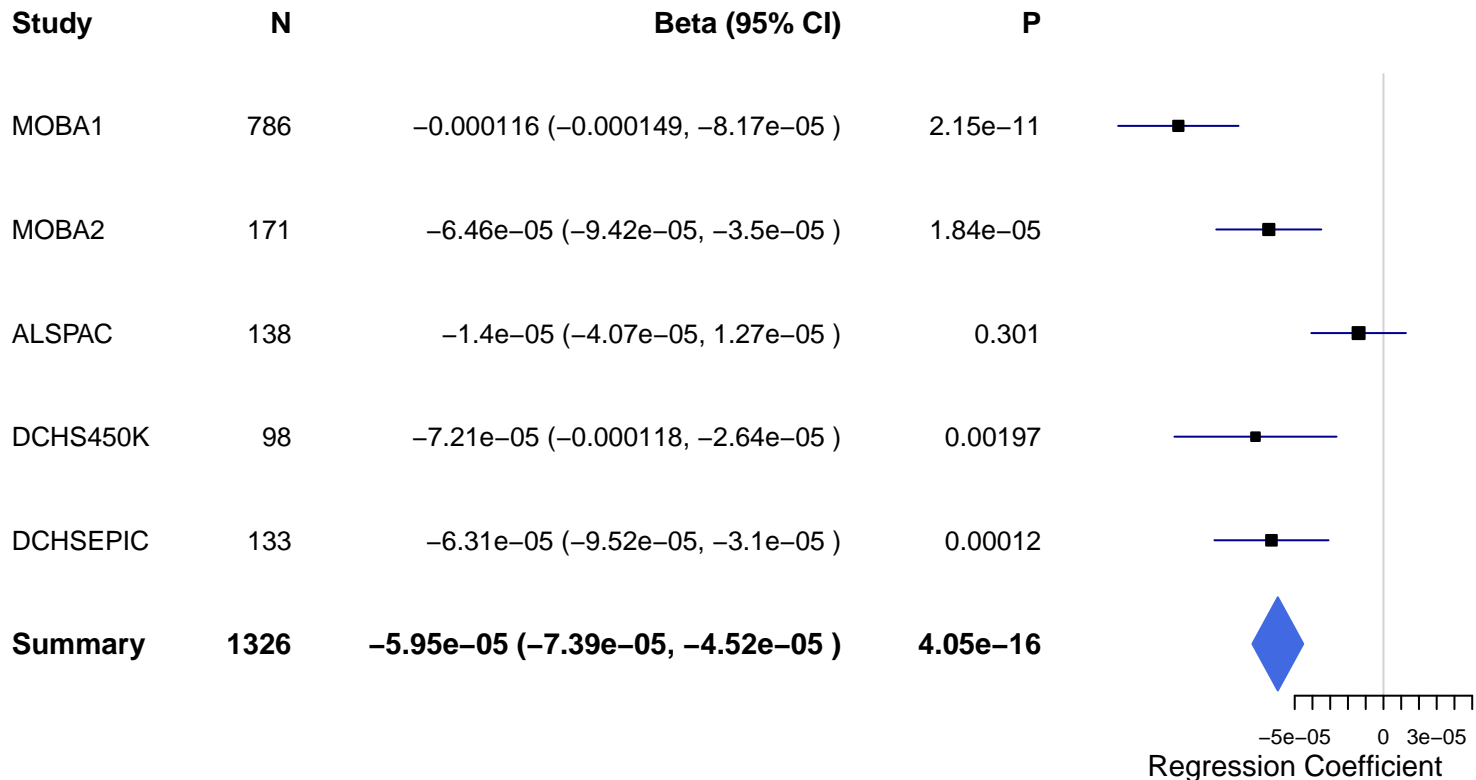 Study N Beta (95% CI) P
MOBA1 786 −0.000116 (−0.000149, −8.17e−05 ) 2.15e−11
MOBA2 171 −6.46e−05 (−9.42e−05, −3.5e−05 ) 1.84e−05
ALSPAC 138 −1.4e−05 (−4.07e−05, 1.27e−05 ) 0.301
DCHS450K 98 −7.21e−05 (−0.000118, −2.64e−05 ) 0.00197
DCHSEPIC 133 −6.31e−05 (−9.52e−05, −3.1e−05 ) 0.00012
Summary 1326 −5.95e−05 (−7.39e−05, −4.52e−05 ) 4.05e−16
−5e−05 0 3e−05
Regression Coefficient